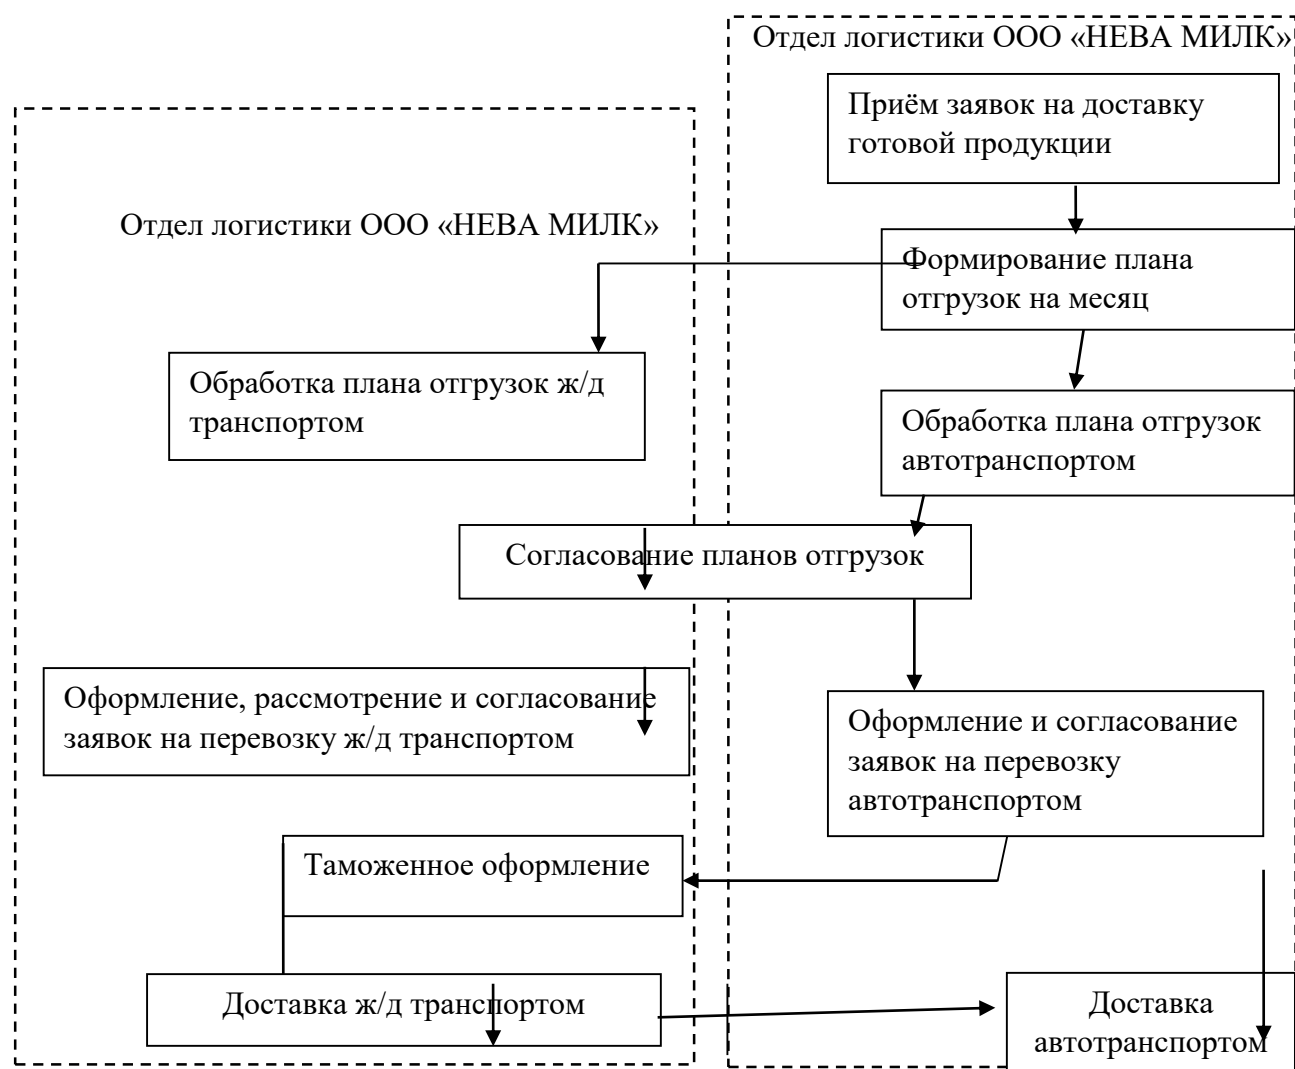 Отдел логистики ООО «НЕВА МИЛК»
Приём заявок на доставку
готовой продукции
Отдел логистики ООО «НЕВА МИЛК»
Формирование плана
отгрузок на месяц
Обработка плана отгрузок ж/д
транспортом
Обработка плана отгрузок
автотранспортом
Согласование планов отгрузок
Оформление, рассмотрение и согласование
заявок на перевозку ж/д транспортом
Оформление и согласование
заявок на перевозку
автотранспортом
Таможенное оформление
Доставка ж/д транспортом
Доставка
автотранспортом